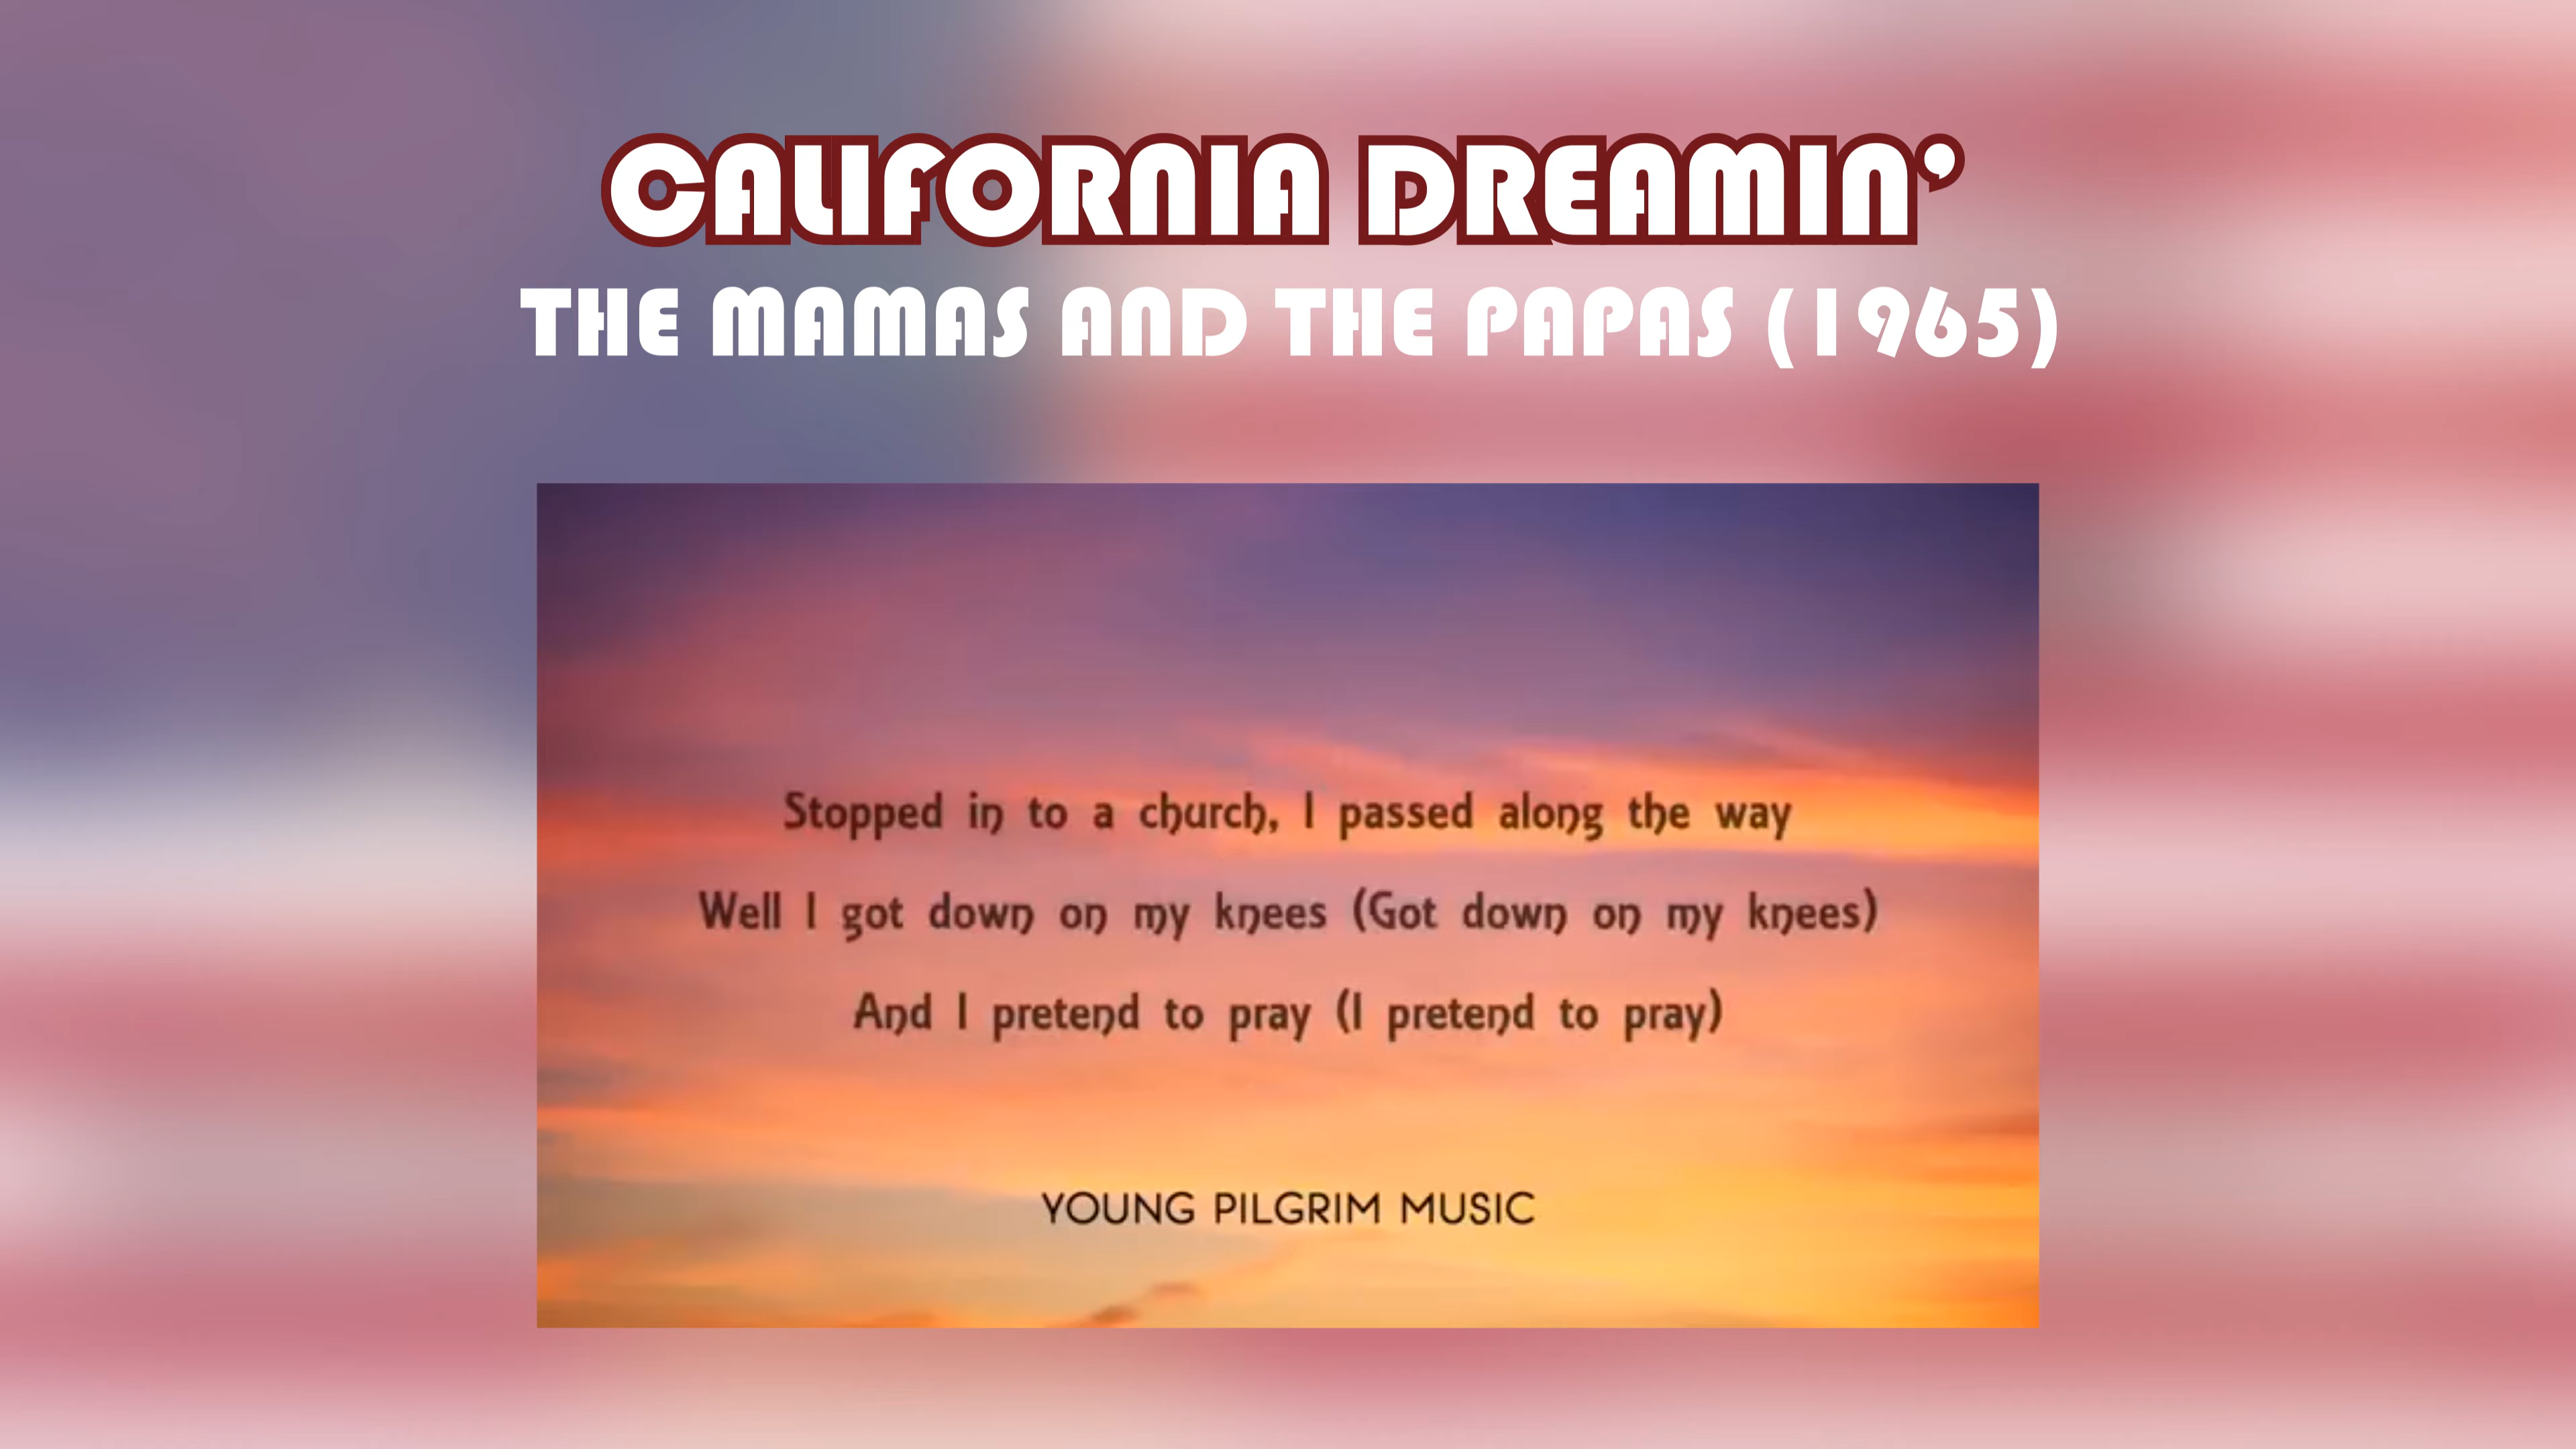 CALIFORNIA DREAMIN’
THE MAMAS AND THE PAPAS (1965)
Stopped in to a church, I passed along the way
Well I got down on my knees (Got down on my knees)
And I pretend to pray (I pretend to pray)
YOUNG PILGRIM MUSIC